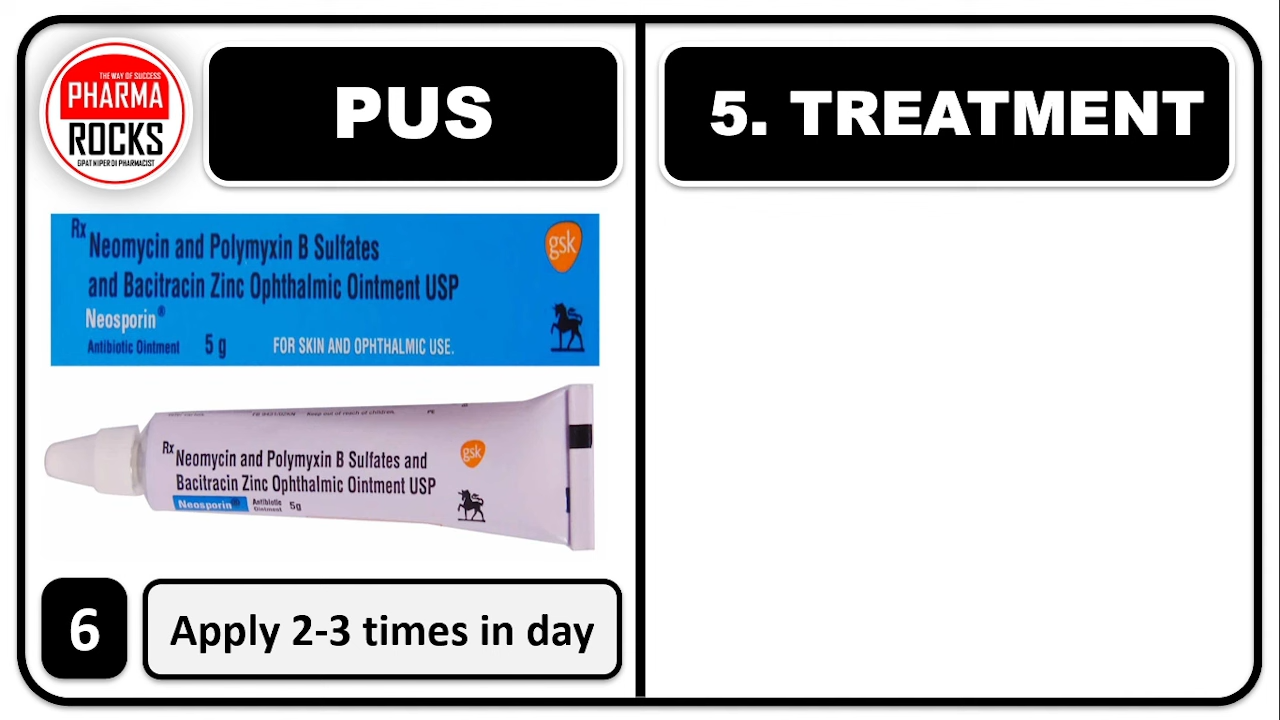 THE WAY OF SUCCESS
PHARMA
ROCKS
GPAT NIPER DI PHARMACIST
PUS
5. TREATMENT
Rx
Neomycin and Polymyxin B Sulfates
and Bacitracin Zinc Ophthalmic Ointment USP
Neosporin®
Antibiotic Ointment 5 g FOR SKIN AND OPHTHALMIC USE.
gsk
Keep out of reach of children.
Rx
Neomycin and Polymyxin B Sulfates and
Bacitracin Zinc Ophthalmic Ointment USP
Neosporin® Antibiotic Ointment 5g
gsk
6
Apply 2-3 times in day